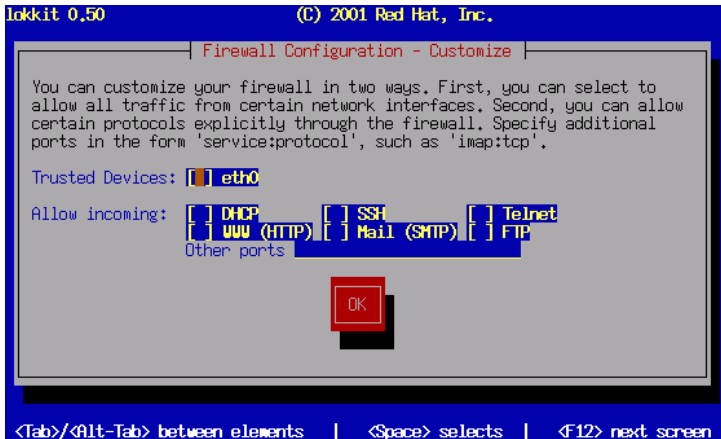 lokkit 0.50 (C) 2001 Red Hat, Inc.
Firewall Configuration - Customize
You can customize your firewall in two ways. First, you can select to
allow all traffic from certain network interfaces. Second, you can allow
certain protocols explicitly through the firewall. Specify additional
ports in the form 'service:protocol', such as 'imap:tcp'.
Trusted Devices: [ ] eth0
Allow incoming: [ ] DHCP [ ] SSH [ ] Telnet
[ ] WWW (HTTP) [ ] Mail (SMTP) [ ] FTP
Other ports
OK
<Tab>/<Alt-Tab> between elements | <Space> selects | <F12> next screen